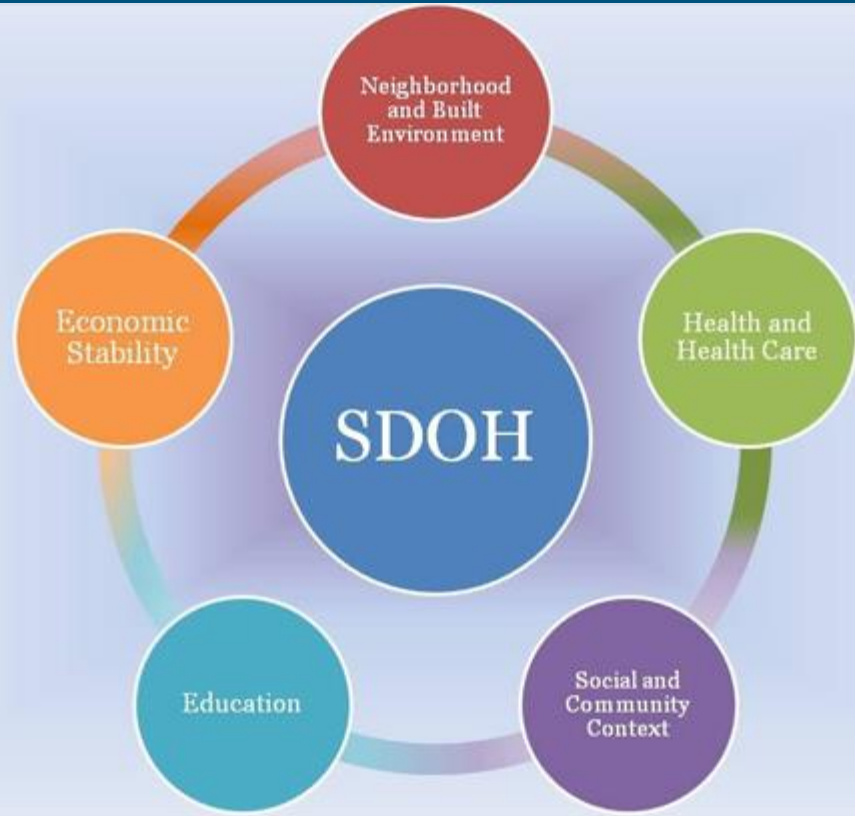 Neighborhood
and Built
Environment
Economic
Stability
Health and
Health Care
SDOH
Education
Social and
Community
Context